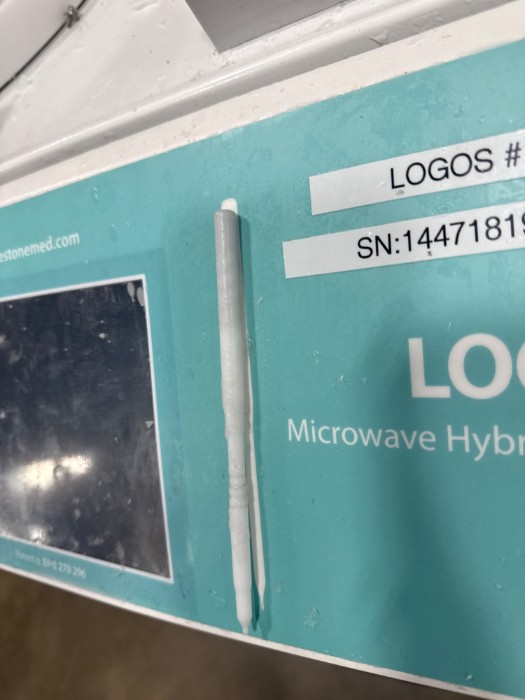 LOGOS #
SN:1447181
estonemed.com
LO
Microwave Hybr